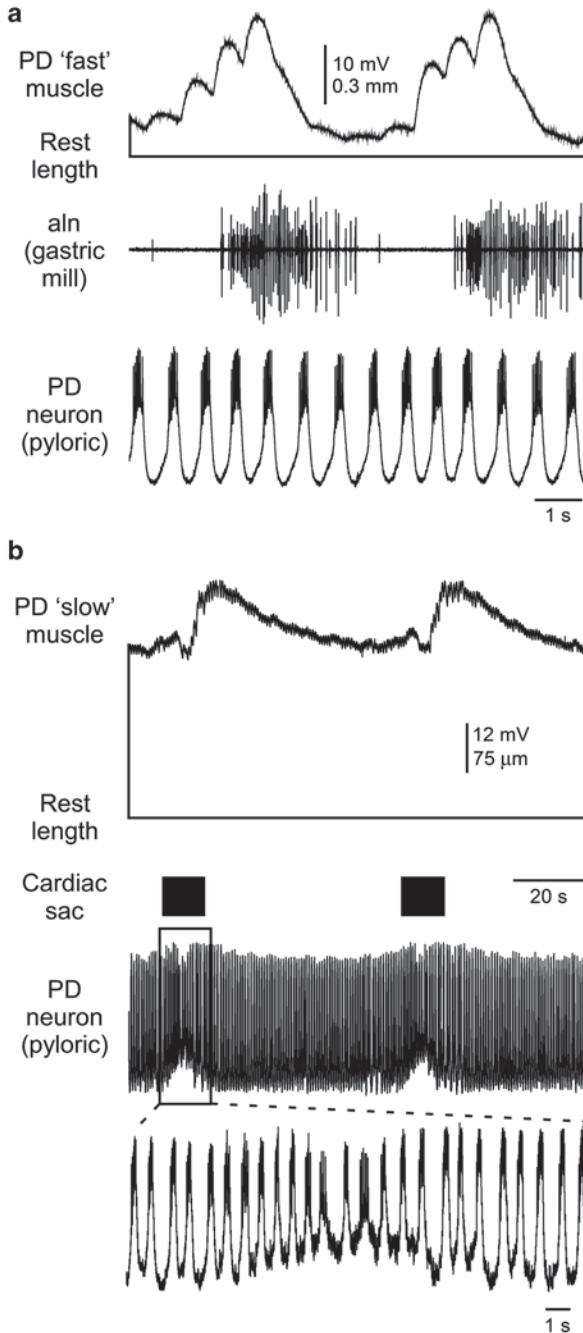 a
PD ‘fast’
muscle
10 mV
0.3 mm
Rest
length
aln
(gastric
mill)
PD
neuron
(pyloric)
1 s
b
PD ‘slow’
muscle
12 mV
75 μm
Rest
length
Cardiac
sac
20 s
PD
neuron
(pyloric)
1 s